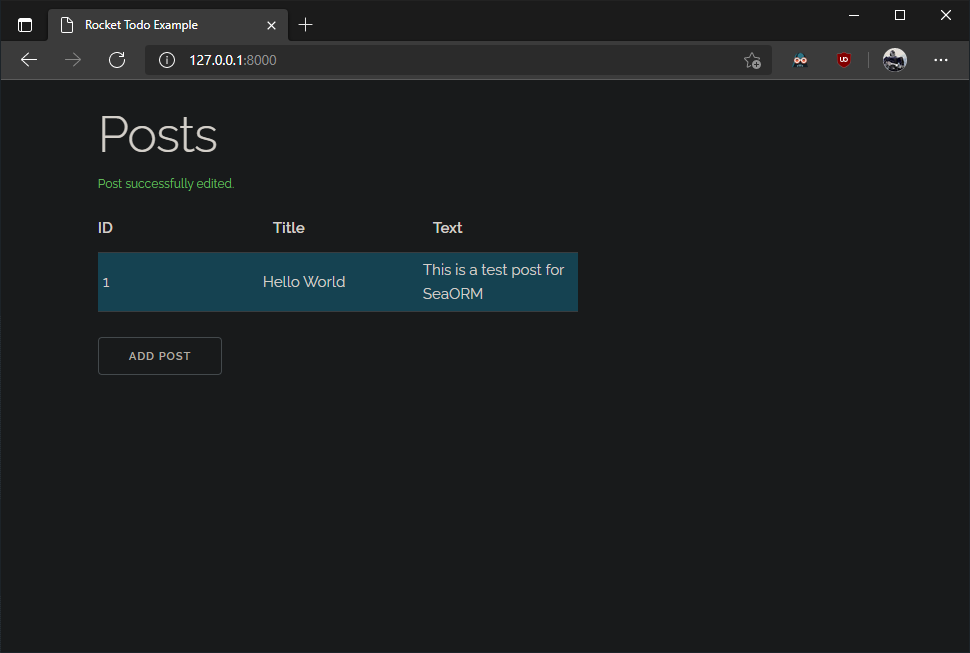 Rocket Todo Example
127.0.0.1:8000
Posts
Post successfully edited.
ID Title Text
1 Hello World This is a test post for
SeaORM
ADD POST